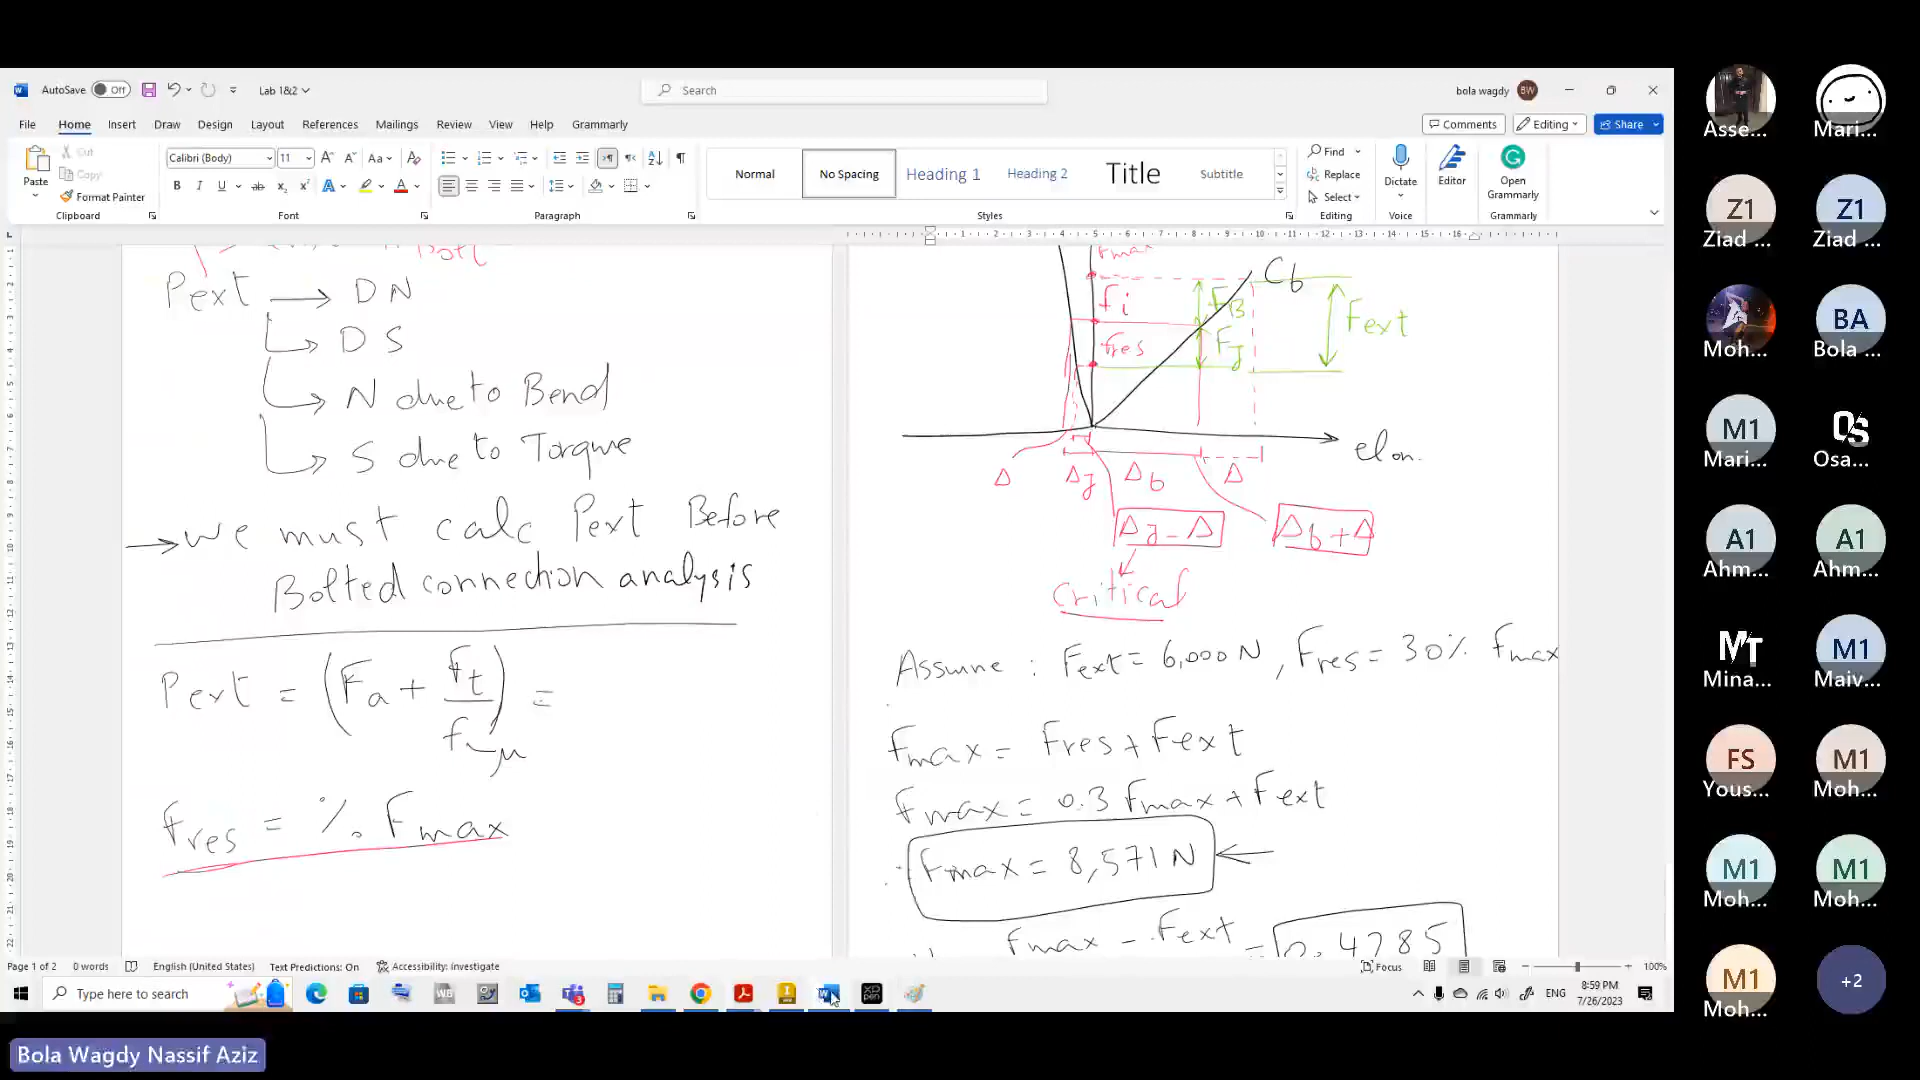 AutoSave Off Lab 1&2 Search bola wagdy BW
File Home Insert Draw Design Layout References Mailings Review View Help Grammarly Comments Editing Share
Paste Cut Copy Format Painter
Calibri (Body) 11
Normal No Spacing Heading 1 Heading 2 Title Subtitle
Find Replace Select
Dictate Editor Open Grammarly
Clipboard Font Paragraph Styles Editing Voice Grammarly
Pext → DN
→ DS
→ N due to Bend
→ S due to Torque
→ we must calc Pext Before
Bolted connection analysis
Pext = (Fa + Ft/f) =
μ
Fres = % Fmax
Fmax
Fi
Fres
Cb
FB
FJ
Fext
elon.
Δ ΔJ Δb Δ
ΔJ - Δ Δb + Δ
Critical
Assume : Fext = 6,000 N , Fres = 30% Fmax
Fmax = Fres + Fext
Fmax = 0.3 Fmax + Fext
∴ Fmax = 8,571 N ←
Fmax - Fext = 0.4785
Page 1 of 2 0 words English (United States) Text Predictions: On Accessibility: Investigate Focus 100%
Type here to search
ENG 8:59 PM 7/26/2023
Bola Wagdy Nassif Aziz
Asse...
Mari...
Z1 Ziad ...
Z1 Ziad ...
Moh...
BA Bola ...
M1 Mari...
OS Osa...
A1 Ahm...
A1 Ahm...
MT Mina...
M1 Maiv...
FS Yous...
M1 Moh...
M1 Moh...
M1 Moh...
M1 Moh...
+2